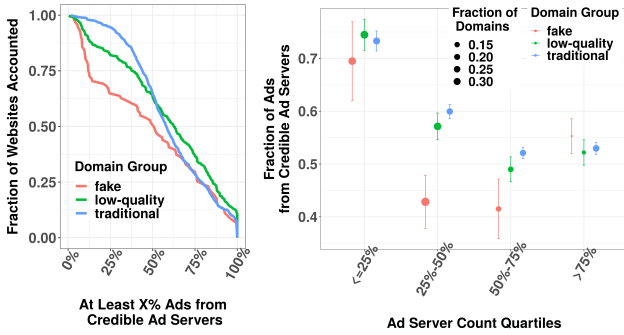 Fraction of Websites Accounted
1.00
0.75
0.50
0.25
0.00
Domain Group
fake
low-quality
traditional
0%
25%
50%
75%
100%
At Least X% Ads from
Credible Ad Servers
Fraction of Ads
from Credible Ad Servers
0.7
0.6
0.5
0.4
Fraction of
Domains
0.15
0.20
0.25
0.30
Domain Group
fake
low-quality
traditional
<=25%
25%-50%
50%-75%
>75%
Ad Server Count Quartiles